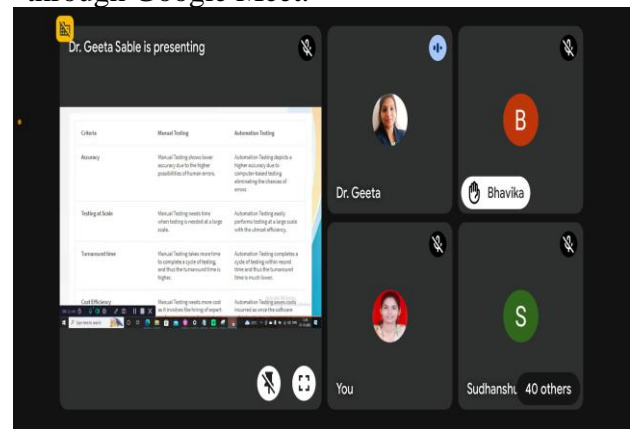 through Google Meet.
Dr. Geeta Sable is presenting
Criteria
Manual Testing
Automation Testing
Accuracy
Manual Testing shows lower
accuracy due to the higher
possibilities of human errors.
Automation Testing depicts a
higher accuracy due to
computer-based testing
eliminating the chances of
errors
Testing at Scale
Manual Testing needs time
when testing is needed at a large
scale.
Automation Testing easily
performs testing at a large scale
with the utmost efficiency.
Turnaround time
Manual Testing takes more time
to complete a cycle of testing,
and thus the turnaround time is
higher.
Automation Testing completes a
cycle of testing within record
time and thus the turnaround
time is much lower.
Cost Efficiency
Manual Testing needs more cost
as it involves the hiring of expert
Automation Testing saves costs
incurred as once the software
Dr. Geeta
B
Bhavika
You
S
Sudhanshu
40 others